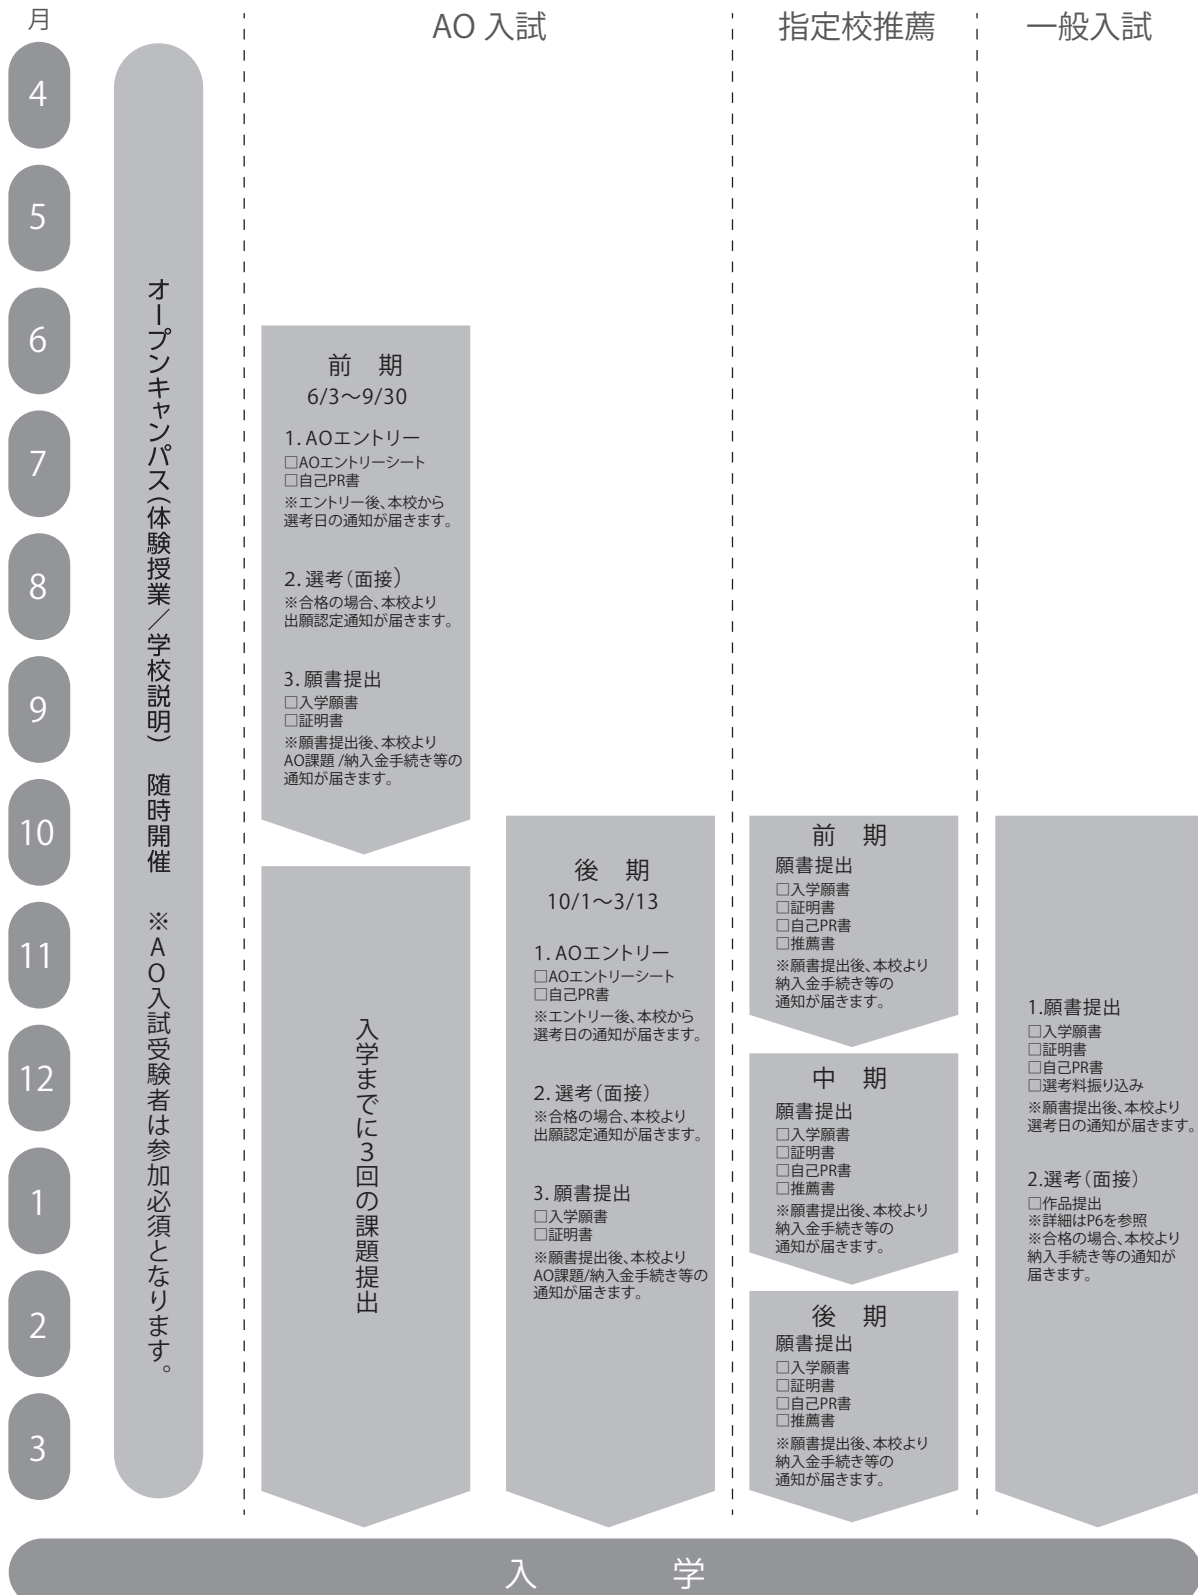 月
AO 入試
指定校推薦
一般入試
4
5
6
7
8
9
10
11
12
1
2
3
オープンキャンパス(体験授業／学校説明)　随時開催　※AO入試受験者は参加必須となります。
前　期
6/3〜9/30
1. AOエントリー
□AOエントリーシート
□自己PR書
※エントリー後、本校から
選考日の通知が届きます。
2. 選考(面接)
※合格の場合、本校より
出願認定通知が届きます。
3. 願書提出
□入学願書
□証明書
※願書提出後、本校より
AO課題 /納入金手続き等の
通知が届きます。
入学までに3回の課題提出
後　期
10/1〜3/13
1. AOエントリー
□AOエントリーシート
□自己PR書
※エントリー後、本校から
選考日の通知が届きます。
2. 選考(面接)
※合格の場合、本校より
出願認定通知が届きます。
3. 願書提出
□入学願書
□証明書
※願書提出後、本校より
AO課題/納入金手続き等の
通知が届きます。
前　期
願書提出
□入学願書
□証明書
□自己PR書
□推薦書
※願書提出後、本校より
納入金手続き等の
通知が届きます。
中　期
願書提出
□入学願書
□証明書
□自己PR書
□推薦書
※願書提出後、本校より
納入金手続き等の
通知が届きます。
後　期
願書提出
□入学願書
□証明書
□自己PR書
□推薦書
※願書提出後、本校より
納入金手続き等の
通知が届きます。
1.願書提出
□入学願書
□証明書
□自己PR書
□選考料振り込み
※願書提出後、本校より
選考日の通知が届きます。
2.選考(面接)
□作品提出
※詳細はP6を参照
※合格の場合、本校より
納入手続き等の通知が
届きます。
入　学